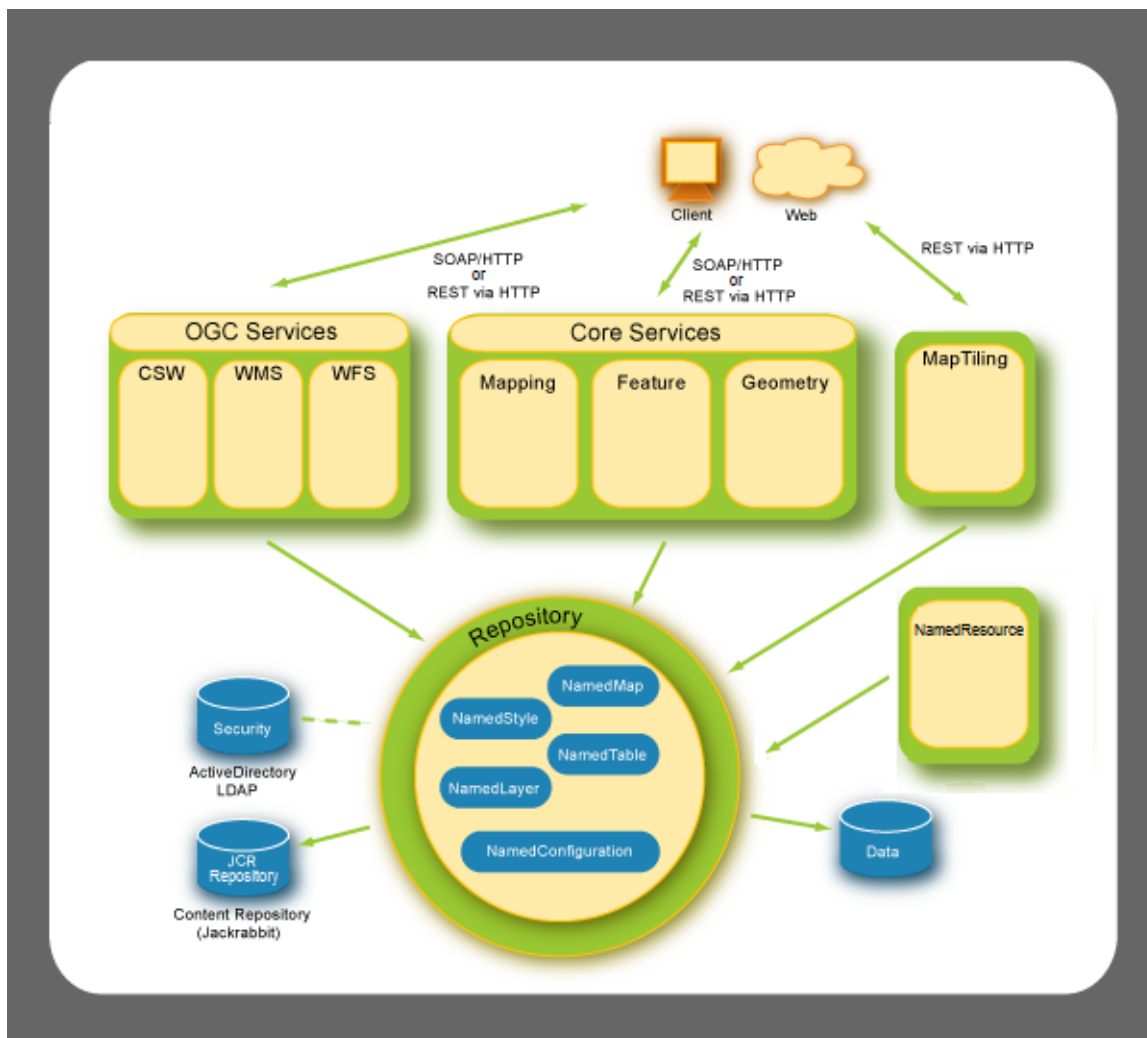 Client
Web
REST via HTTP
SOAP/HTTP
or
REST via HTTP
SOAP/HTTP
or
REST via HTTP
OGC Services
CSW
WMS
WFS
Core Services
Mapping
Feature
Geometry
MapTiling
NamedResource
Repository
NamedMap
NamedStyle
NamedTable
NamedLayer
NamedConfiguration
Security
ActiveDirectory
LDAP
JCR
Repository
Content Repository
(Jackrabbit)
Data